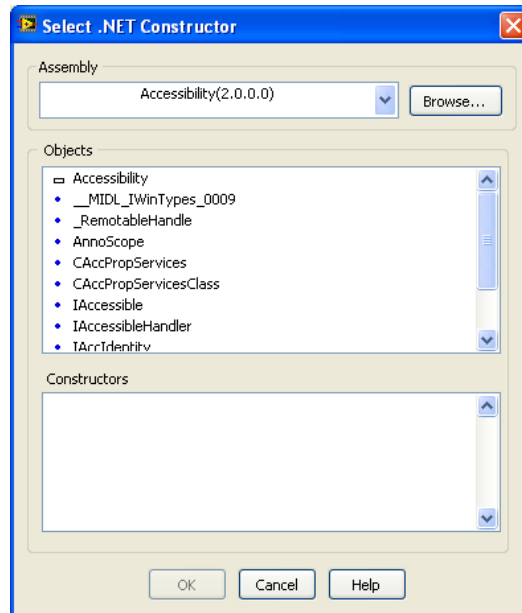 Select .NET Constructor
Assembly
Accessibility(2.0.0.0)
Browse...
Objects
Accessibility
__MIDL_IWinTypes_0009
_RemotableHandle
AnnoScope
CAccPropServices
CAccPropServicesClass
IAccessible
IAccessibleHandler
IAccIdentity
Constructors
OK Cancel Help